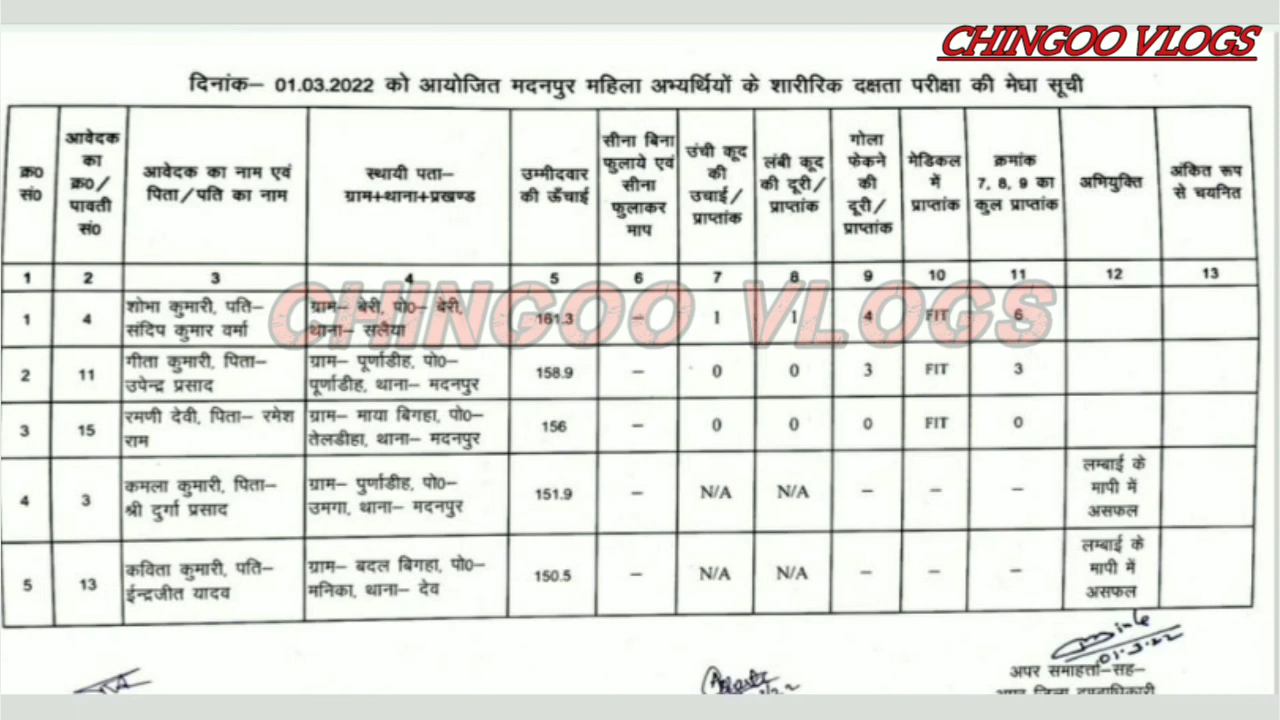 CHINGOO VLOGS
दिनांक– 01.03.2022 को आयोजित मदनपुर महिला अभ्यर्थियों के शारीरिक दक्षता परीक्षा की मेधा सूची
क्र0 सं0 | आवेदक का क्र0/ पावती सं0 | आवेदक का नाम एवं पिता/पति का नाम | स्थायी पता– ग्राम+थाना+प्रखण्ड | उम्मीदवार की ऊँचाई | सीना बिना फुलाये एवं सीना फुलाकर माप | उंची कूद की उचाई/ प्राप्तांक | लंबी कूद की दूरी/ प्राप्तांक | गोला फेकने की दूरी/ प्राप्तांक | मेडिकल में प्राप्तांक | क्रमांक 7, 8, 9 का कुल प्राप्तांक | अभियुक्ति | अंकित रूप से चयनित
1 2 3 4 5 6 7 8 9 10 11 12 13
CHINGOO VLOGS
1 | 4 | शोभा कुमारी, पति– संदिप कुमार वर्मा | ग्राम– बेरी, पो0– बेरी, थाना– सलैया | 161.3 | – | 1 | 1 | 4 | FIT | 6
2 | 11 | गीता कुमारी, पिता– उपेन्द्र प्रसाद | ग्राम– पूर्णाडीह, पो0– पूर्णाडीह, थाना– मदनपुर | 158.9 | – | 0 | 0 | 3 | FIT | 3
3 | 15 | रमणी देवी, पिता– रमेश राम | ग्राम– माया बिगहा, पो0– तेलडीहा, थाना– मदनपुर | 156 | – | 0 | 0 | 0 | FIT | 0
4 | 3 | कमला कुमारी, पिता– श्री दुर्गा प्रसाद | ग्राम– पुर्णाडीह, पो0– उमगा, थाना– मदनपुर | 151.9 | – | N/A | N/A | – | – | – | लम्बाई के मापी में असफल
5 | 13 | कविता कुमारी, पति– ईन्द्रजीत यादव | ग्राम– बदल बिगहा, पो0– मनिका, थाना– देव | 150.5 | – | N/A | N/A | – | – | – | लम्बाई के मापी में असफल
01.3.22
अपर समाहर्ता–सह–
अपर जिला दण्डाधिकारी